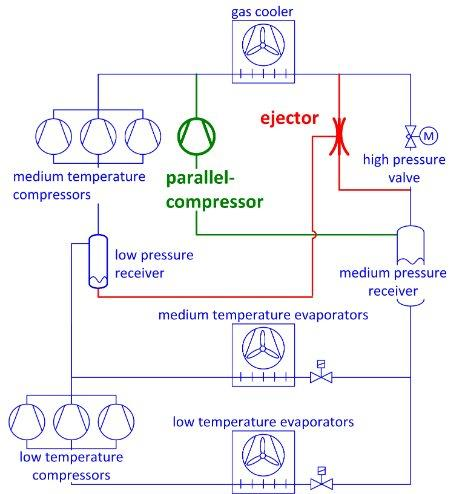 gas cooler
ejector
M
high pressure
valve
medium temperature
compressors
parallel-
compressor
low pressure
receiver
medium pressure
receiver
medium temperature evaporators
low temperature evaporators
low temperature
compressors